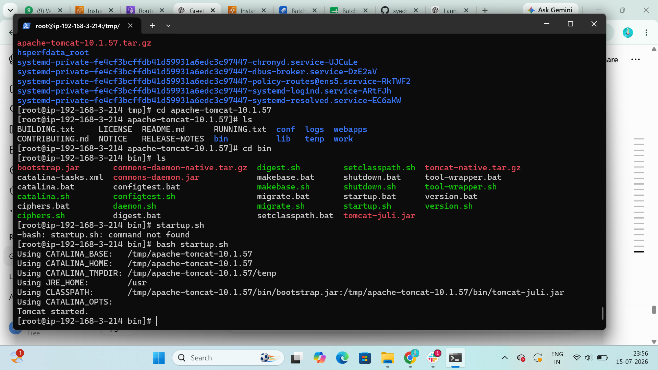 Ask Gemini
root@ip-192-168-3-214:/tmp/
apache-tomcat-10.1.57.tar.gz
hsperfdata_root
systemd-private-fe4cf3bcffdb41d59931a6edc3c97447-chronyd.service-UJCuLe
systemd-private-fe4cf3bcffdb41d59931a6edc3c97447-dbus-broker.service-DzE2aV
systemd-private-fe4cf3bcffdb41d59931a6edc3c97447-policy-routes@ens5.service-RkTWF2
systemd-private-fe4cf3bcffdb41d59931a6edc3c97447-systemd-logind.service-ARtFJh
systemd-private-fe4cf3bcffdb41d59931a6edc3c97447-systemd-resolved.service-EC6aKW
[root@ip-192-168-3-214 tmp]# cd apache-tomcat-10.1.57
[root@ip-192-168-3-214 apache-tomcat-10.1.57]# ls
BUILDING.txt LICENSE README.md RUNNING.txt conf logs webapps
CONTRIBUTING.md NOTICE RELEASE-NOTES bin lib temp work
[root@ip-192-168-3-214 apache-tomcat-10.1.57]# cd bin
[root@ip-192-168-3-214 bin]# ls
bootstrap.jar commons-daemon-native.tar.gz digest.sh setclasspath.sh tomcat-native.tar.gz
catalina-tasks.xml commons-daemon.jar makebase.bat shutdown.bat tool-wrapper.bat
catalina.bat configtest.bat makebase.sh shutdown.sh tool-wrapper.sh
catalina.sh configtest.sh migrate.bat startup.bat version.bat
ciphers.bat daemon.sh migrate.sh startup.sh version.sh
ciphers.sh digest.bat setclasspath.bat tomcat-juli.jar
[root@ip-192-168-3-214 bin]# startup.sh
-bash: startup.sh: command not found
[root@ip-192-168-3-214 bin]# bash startup.sh
Using CATALINA_BASE: /tmp/apache-tomcat-10.1.57
Using CATALINA_HOME: /tmp/apache-tomcat-10.1.57
Using CATALINA_TMPDIR: /tmp/apache-tomcat-10.1.57/temp
Using JRE_HOME: /usr
Using CLASSPATH: /tmp/apache-tomcat-10.1.57/bin/bootstrap.jar:/tmp/apache-tomcat-10.1.57/bin/tomcat-juli.jar
Using CATALINA_OPTS:
Tomcat started.
[root@ip-192-168-3-214 bin]#
Search
ENG
IN
23:56
15-07-2026